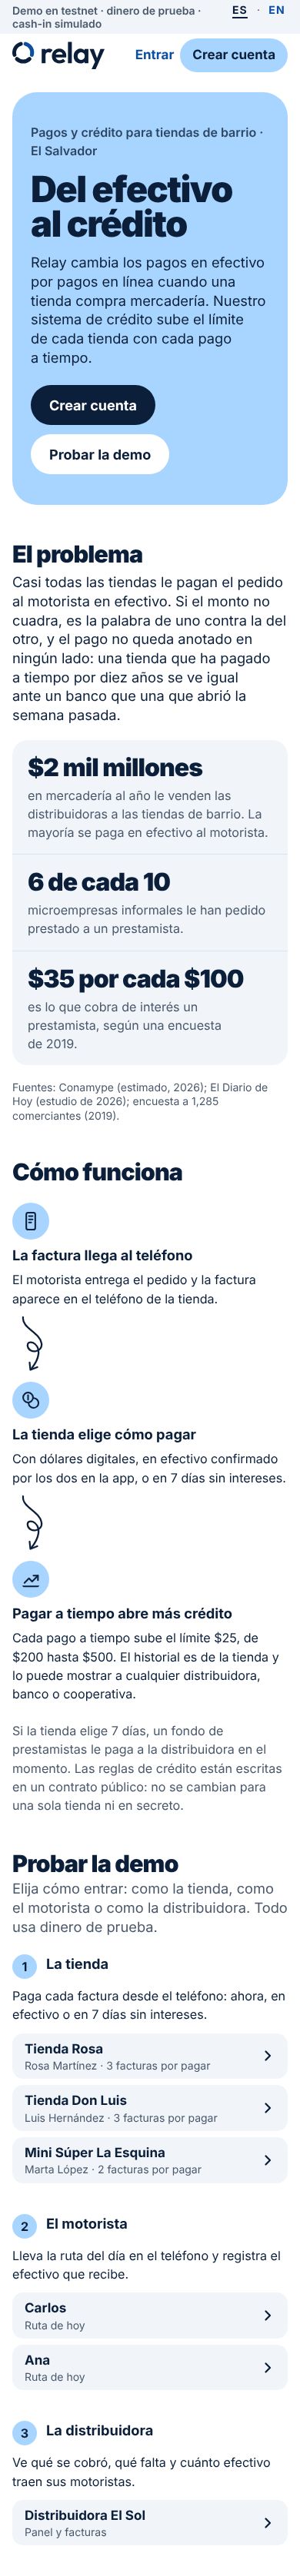 Demo en testnet · dinero de prueba ·
cash-in simulado
ES · EN
relay
Entrar
Crear cuenta
Pagos y crédito para tiendas de barrio ·
El Salvador
Del efectivo
al crédito
Relay cambia los pagos en efectivo
por pagos en línea cuando una
tienda compra mercadería. Nuestro
sistema de crédito sube el límite
de cada tienda con cada pago
a tiempo.
Crear cuenta
Probar la demo
El problema
Casi todas las tiendas le pagan el pedido
al motorista en efectivo. Si el monto no
cuadra, es la palabra de uno contra la del
otro, y el pago no queda anotado en
ningún lado: una tienda que ha pagado
a tiempo por diez años se ve igual
ante un banco que una que abrió la
semana pasada.
$2 mil millones
en mercadería al año le venden las
distribuidoras a las tiendas de barrio. La
mayoría se paga en efectivo al motorista.
6 de cada 10
microempresas informales le han pedido
prestado a un prestamista.
$35 por cada $100
es lo que cobra de interés un
prestamista, según una encuesta
de 2019.
Fuentes: Conamype (estimado, 2026); El Diario de
Hoy (estudio de 2026); encuesta a 1,285
comerciantes (2019).
Cómo funciona
La factura llega al teléfono
El motorista entrega el pedido y la factura
aparece en el teléfono de la tienda.
La tienda elige cómo pagar
Con dólares digitales, en efectivo confirmado
por los dos en la app, o en 7 días sin intereses.
Pagar a tiempo abre más crédito
Cada pago a tiempo sube el límite $25, de
$200 hasta $500. El historial es de la tienda y
lo puede mostrar a cualquier distribuidora,
banco o cooperativa.
Si la tienda elige 7 días, un fondo de
prestamistas le paga a la distribuidora en el
momento. Las reglas de crédito están escritas
en un contrato público: no se cambian para
una sola tienda ni en secreto.
Probar la demo
Elija cómo entrar: como la tienda, como
el motorista o como la distribuidora. Todo
usa dinero de prueba.
1 La tienda
Paga cada factura desde el teléfono: ahora, en
efectivo o en 7 días sin intereses.
Tienda Rosa
Rosa Martínez · 3 facturas por pagar
Tienda Don Luis
Luis Hernández · 3 facturas por pagar
Mini Súper La Esquina
Marta López · 2 facturas por pagar
2 El motorista
Lleva la ruta del día en el teléfono y registra el
efectivo que recibe.
Carlos
Ruta de hoy
Ana
Ruta de hoy
3 La distribuidora
Ve qué se cobró, qué falta y cuánto efectivo
traen sus motoristas.
Distribuidora El Sol
Panel y facturas